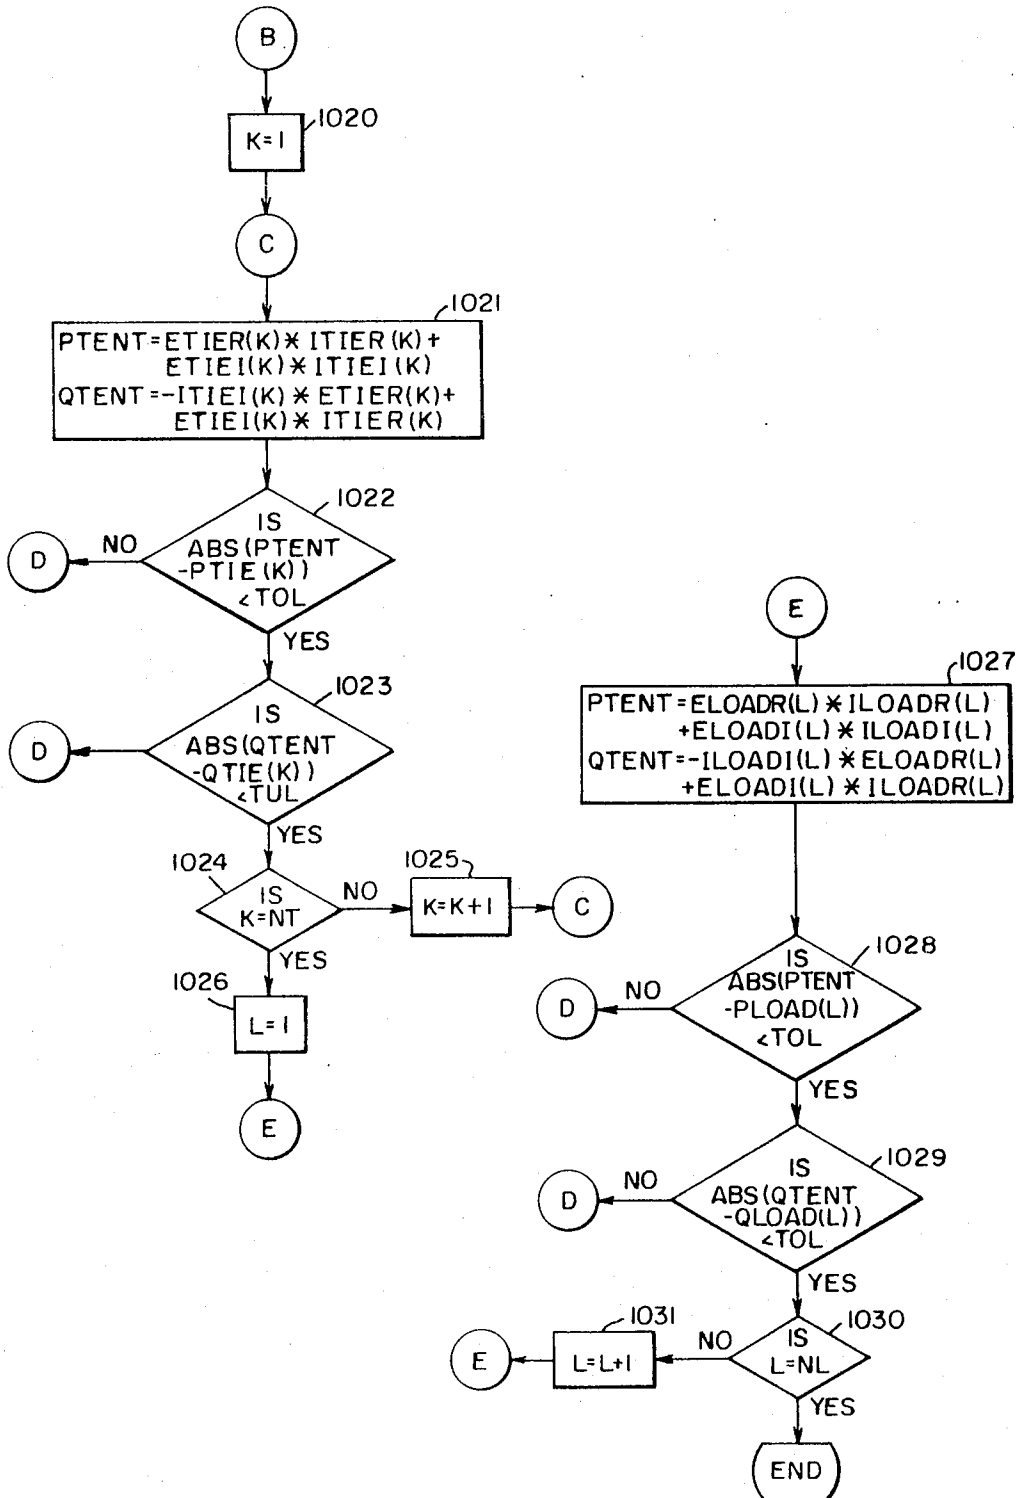 B
1020
K=1
C
1021
PTENT=ETIER(K)*ITIER(K)+
ETIEI(K)*ITIEI(K)
QTENT=-ITIEI(K)*ETIER(K)+
ETIEI(K)*ITIER(K)
1022
IS
ABS(PTENT
-PTIE(K))
<TOL
NO
D
YES
1023
IS
ABS(QTENT
-QTIE(K))
<TUL
D
YES
1024
IS
K=NT
NO
1025
K=K+1
C
YES
1026
L=1
E
E
1027
PTENT=ELOADR(L)*ILOADR(L)
+ELOADI(L)*ILOADI(L)
QTENT=-ILOADI(L)*ELOADR(L)
+ELOADI(L)*ILOADR(L)
1028
IS
ABS(PTENT
-PLOAD(L))
<TOL
NO
D
YES
1029
IS
ABS(QTENT
-QLOAD(L))
<TOL
NO
D
YES
1030
IS
L=NL
NO
1031
L=L+1
E
YES
END